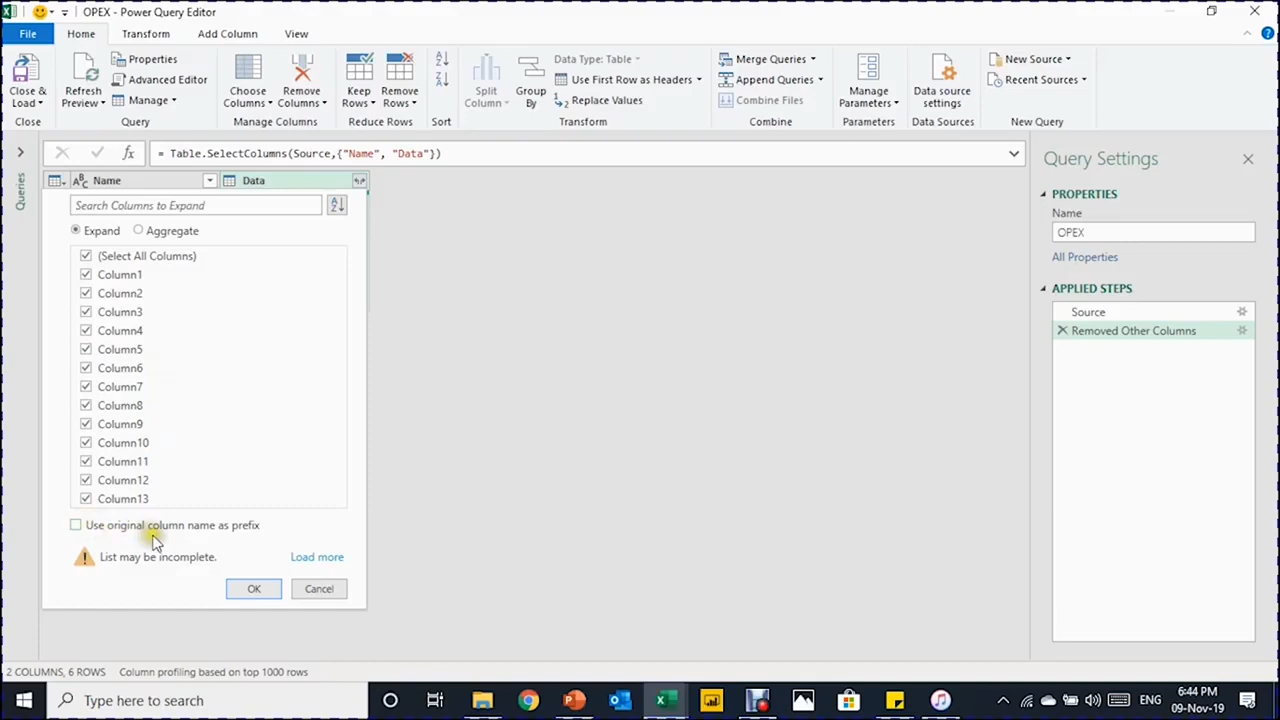 OPEX - Power Query Editor
File
Home
Transform
Add Column
View
Close &
Load
Close
Refresh
Preview
Properties
Advanced Editor
Manage
Query
Choose
Columns
Remove
Columns
Manage Columns
Keep
Rows
Remove
Rows
Reduce Rows
Sort
Split
Column
Group
By
Data Type: Table
Use First Row as Headers
Replace Values
Transform
Merge Queries
Append Queries
Combine Files
Combine
Manage
Parameters
Parameters
Data source
settings
Data Sources
New Source
Recent Sources
New Query
Queries
fx
= Table.SelectColumns(Source,{"Name", "Data"})
ABC Name
Data
Search Columns to Expand
AZ
Expand
Aggregate
(Select All Columns)
Column1
Column2
Column3
Column4
Column5
Column6
Column7
Column8
Column9
Column10
Column11
Column12
Column13
Use original column name as prefix
List may be incomplete.
Load more
OK
Cancel
Query Settings
PROPERTIES
Name
OPEX
All Properties
APPLIED STEPS
Source
Removed Other Columns
2 COLUMNS, 6 ROWS
Column profiling based on top 1000 rows
Type here to search
ENG
6:44 PM
09-Nov-19